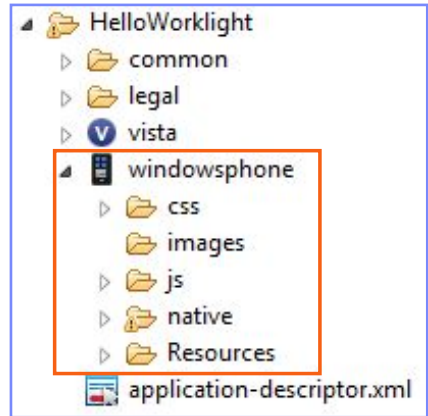 HelloWorklight
common
legal
V vista
windowsphone
css
images
js
native
Resources
application-descriptor.xml